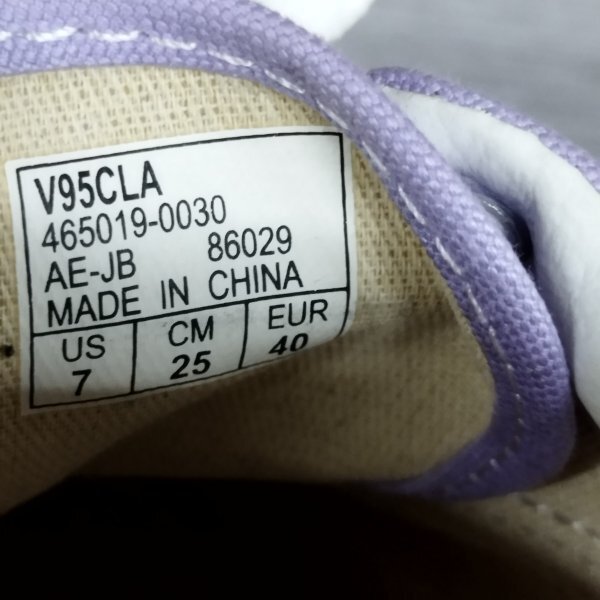 V95CLA
465019-0030
AE-JB 86029
MADE IN CHINA
US CM EUR
7 25 40